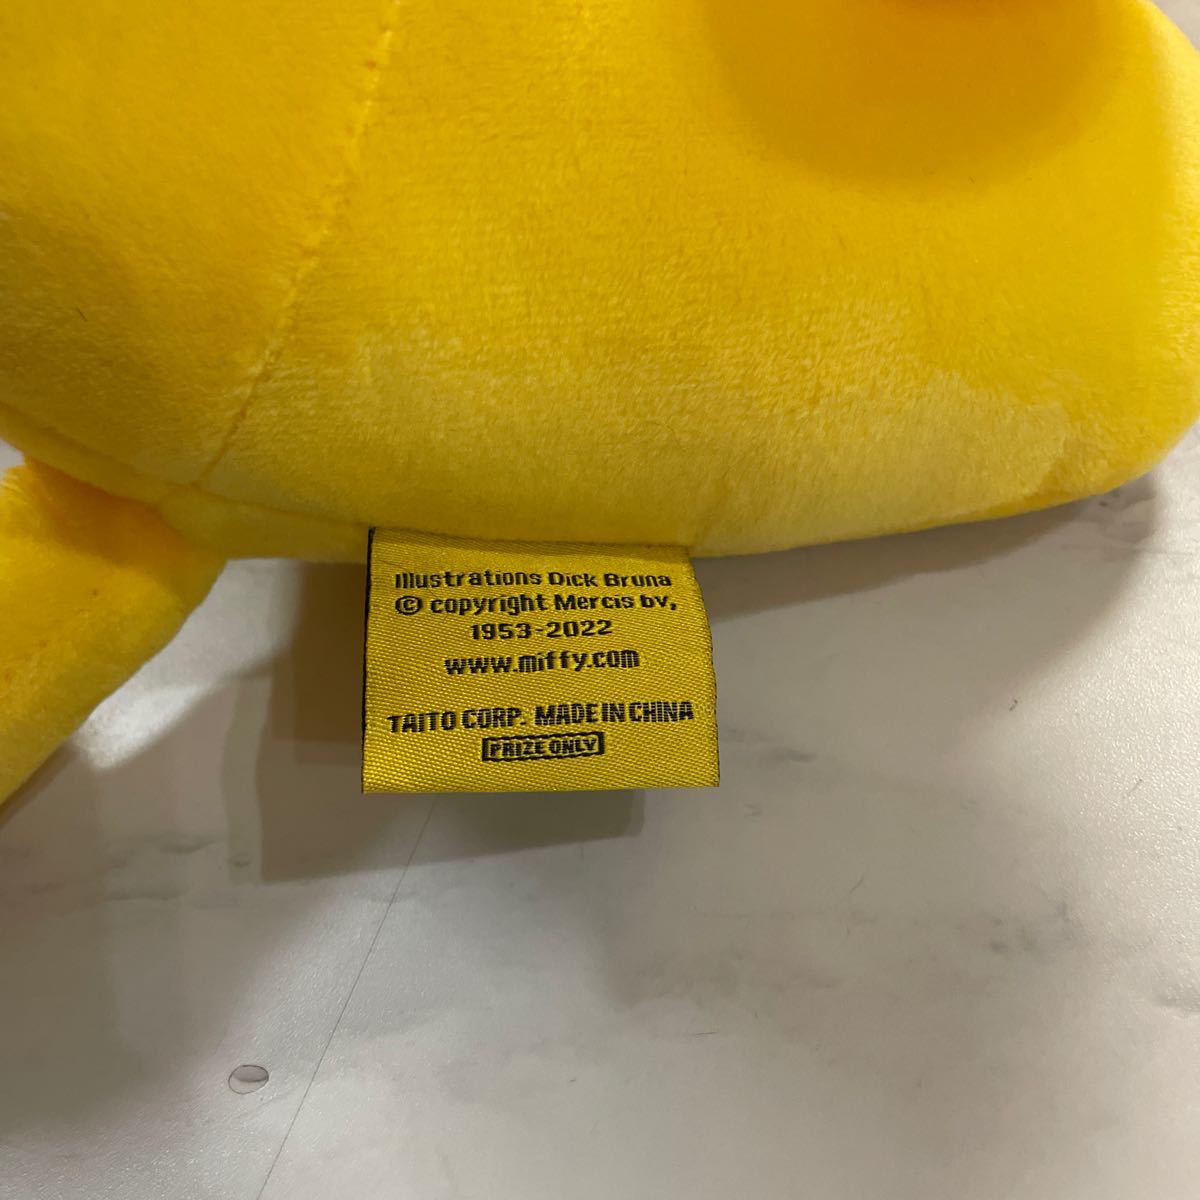 Illustrations Dick Bruna
© copyright Mercis bv,
1953-2022
www.miffy.com
TAITO CORP. MADE IN CHINA
PRIZE ONLY